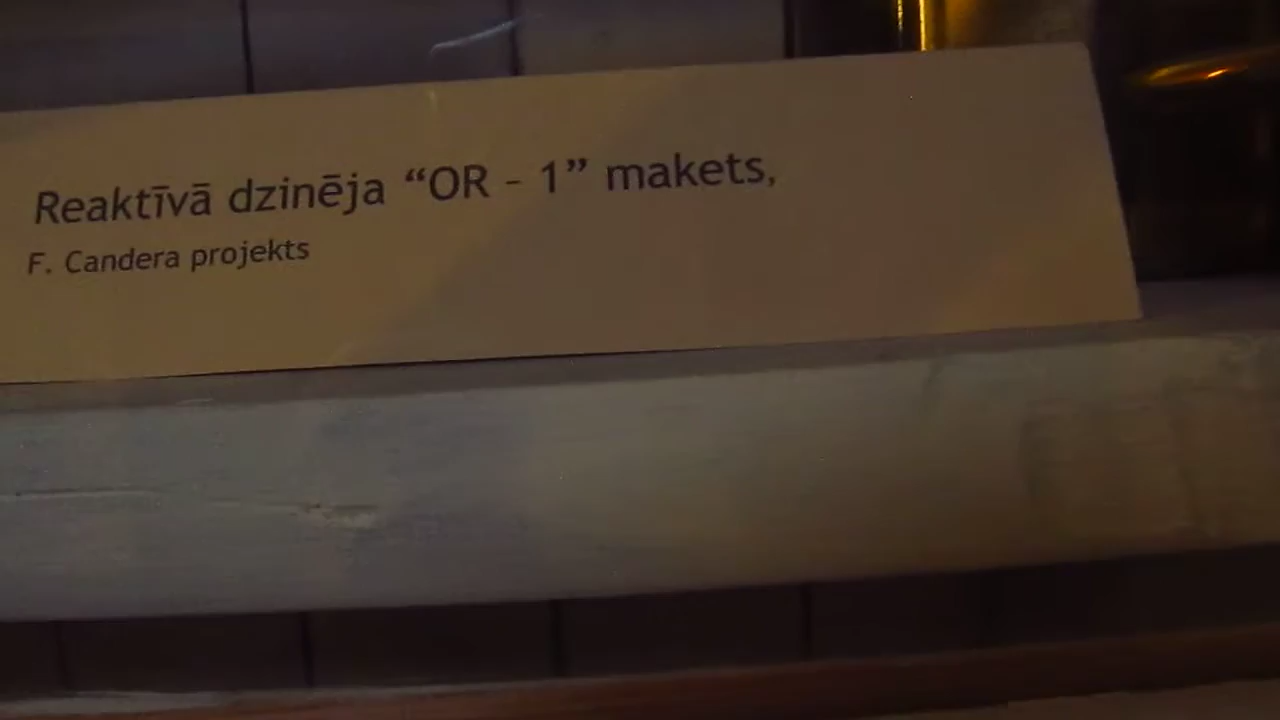 Reaktīvā dzinēja “OR - 1” makets,
F. Candera projekts